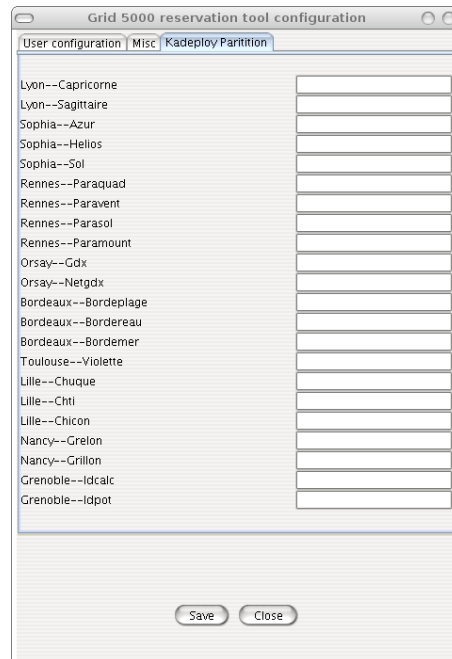 Grid 5000 reservation tool configuration
User configuration Misc Kadeploy Paritition
Lyon--Capricorne
Lyon--Sagittaire
Sophia--Azur
Sophia--Helios
Sophia--Sol
Rennes--Paraquad
Rennes--Paravent
Rennes--Parasol
Rennes--Paramount
Orsay--Gdx
Orsay--Netgdx
Bordeaux--Bordeplage
Bordeaux--Bordereau
Bordeaux--Bordemer
Toulouse--Violette
Lille--Chuque
Lille--Chti
Lille--Chicon
Nancy--Grelon
Nancy--Grillon
Grenoble--Idcalc
Grenoble--Idpot
Save Close